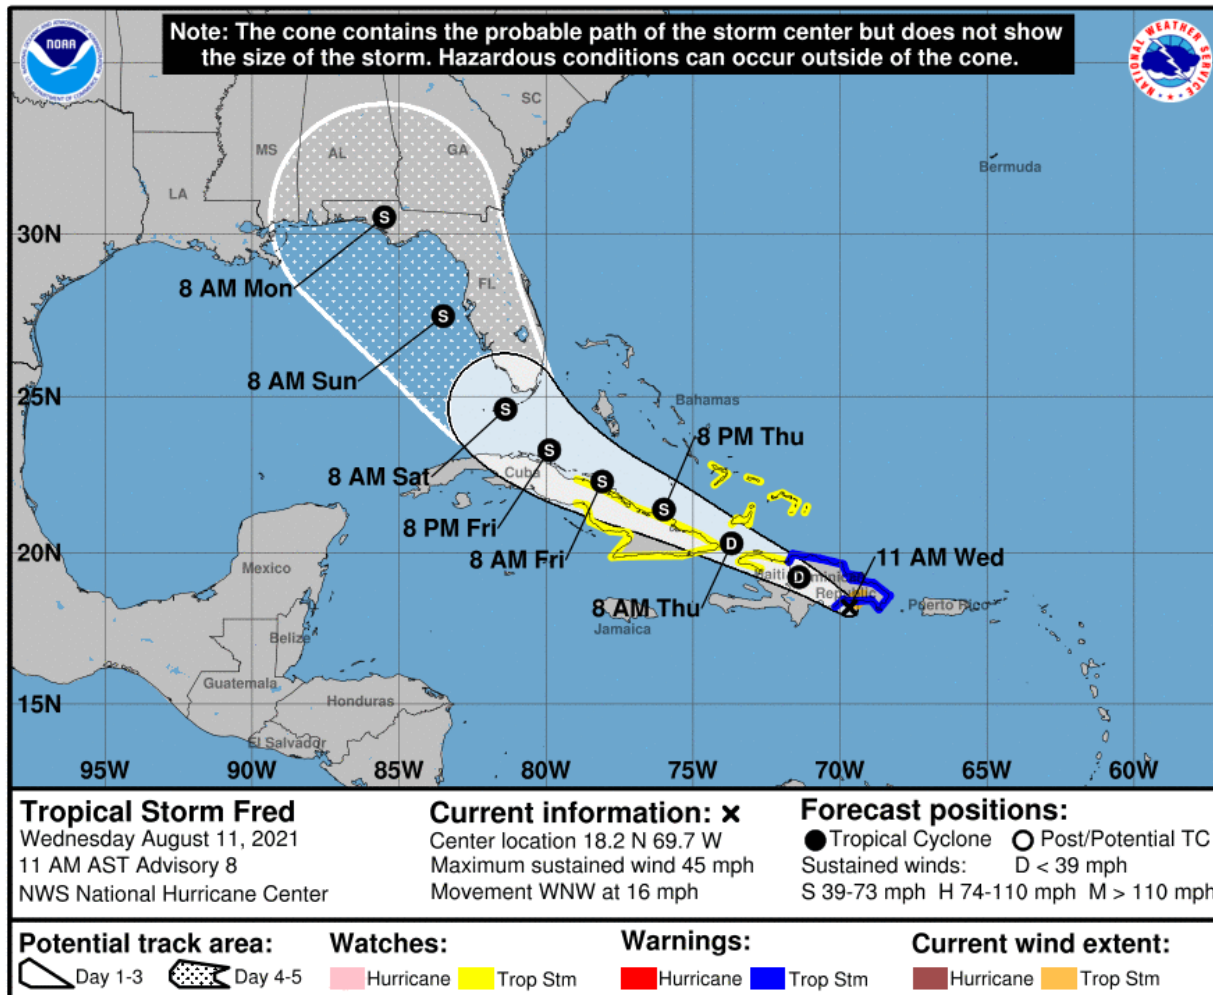 Note: The cone contains the probable path of the storm center but does not show
the size of the storm. Hazardous conditions can occur outside of the cone.
NOAA
NATIONAL WEATHER SERVICE
SC
MS
AL
GA
Bermuda
LA
30N
8 AM Mon
FL
8 AM Sun
25N
Bahamas
8 PM Thu
8 AM Sat
Cuba
8 PM Fri
8 AM Fri
20N
11 AM Wed
Mexico
Haiti
Dominican
Republic
8 AM Thu
Puerto Rico
Jamaica
Belize
Guatemala
Honduras
15N
El Salvador
95W 90W 85W 80W 75W 70W 65W 60W
S
S
S
S
S
S
D
D
Tropical Storm Fred
Wednesday August 11, 2021
11 AM AST Advisory 8
NWS National Hurricane Center
Current information: x
Center location 18.2 N 69.7 W
Maximum sustained wind 45 mph
Movement WNW at 16 mph
Forecast positions:
Tropical Cyclone Post/Potential TC
Sustained winds: D < 39 mph
S 39-73 mph H 74-110 mph M > 110 mph
Potential track area:
Day 1-3 Day 4-5
Watches:
Hurricane Trop Stm
Warnings:
Hurricane Trop Stm
Current wind extent:
Hurricane Trop Stm